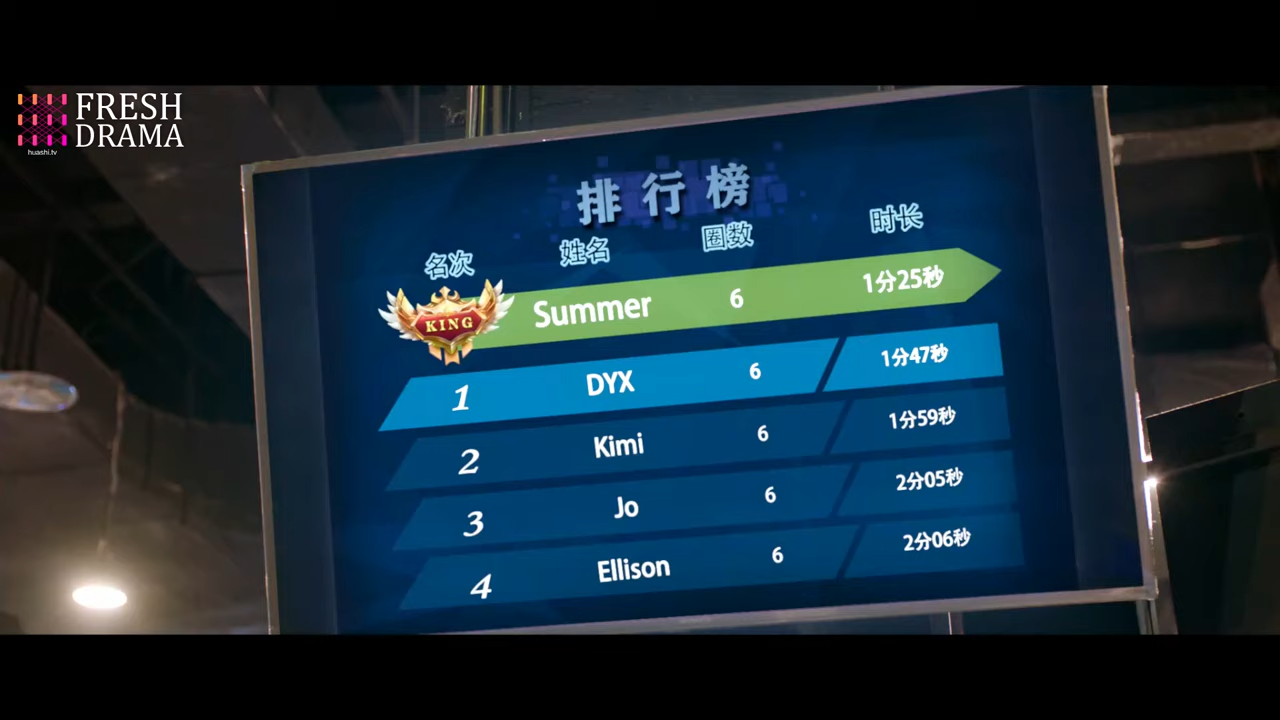 FRESH
DRAMA
huashi.tv
排行榜
名次 姓名 圈数 时长
KING Summer 6 1分25秒
1 DYX 6 1分47秒
2 Kimi 6 1分59秒
3 Jo 6 2分05秒
4 Ellison 6 2分06秒